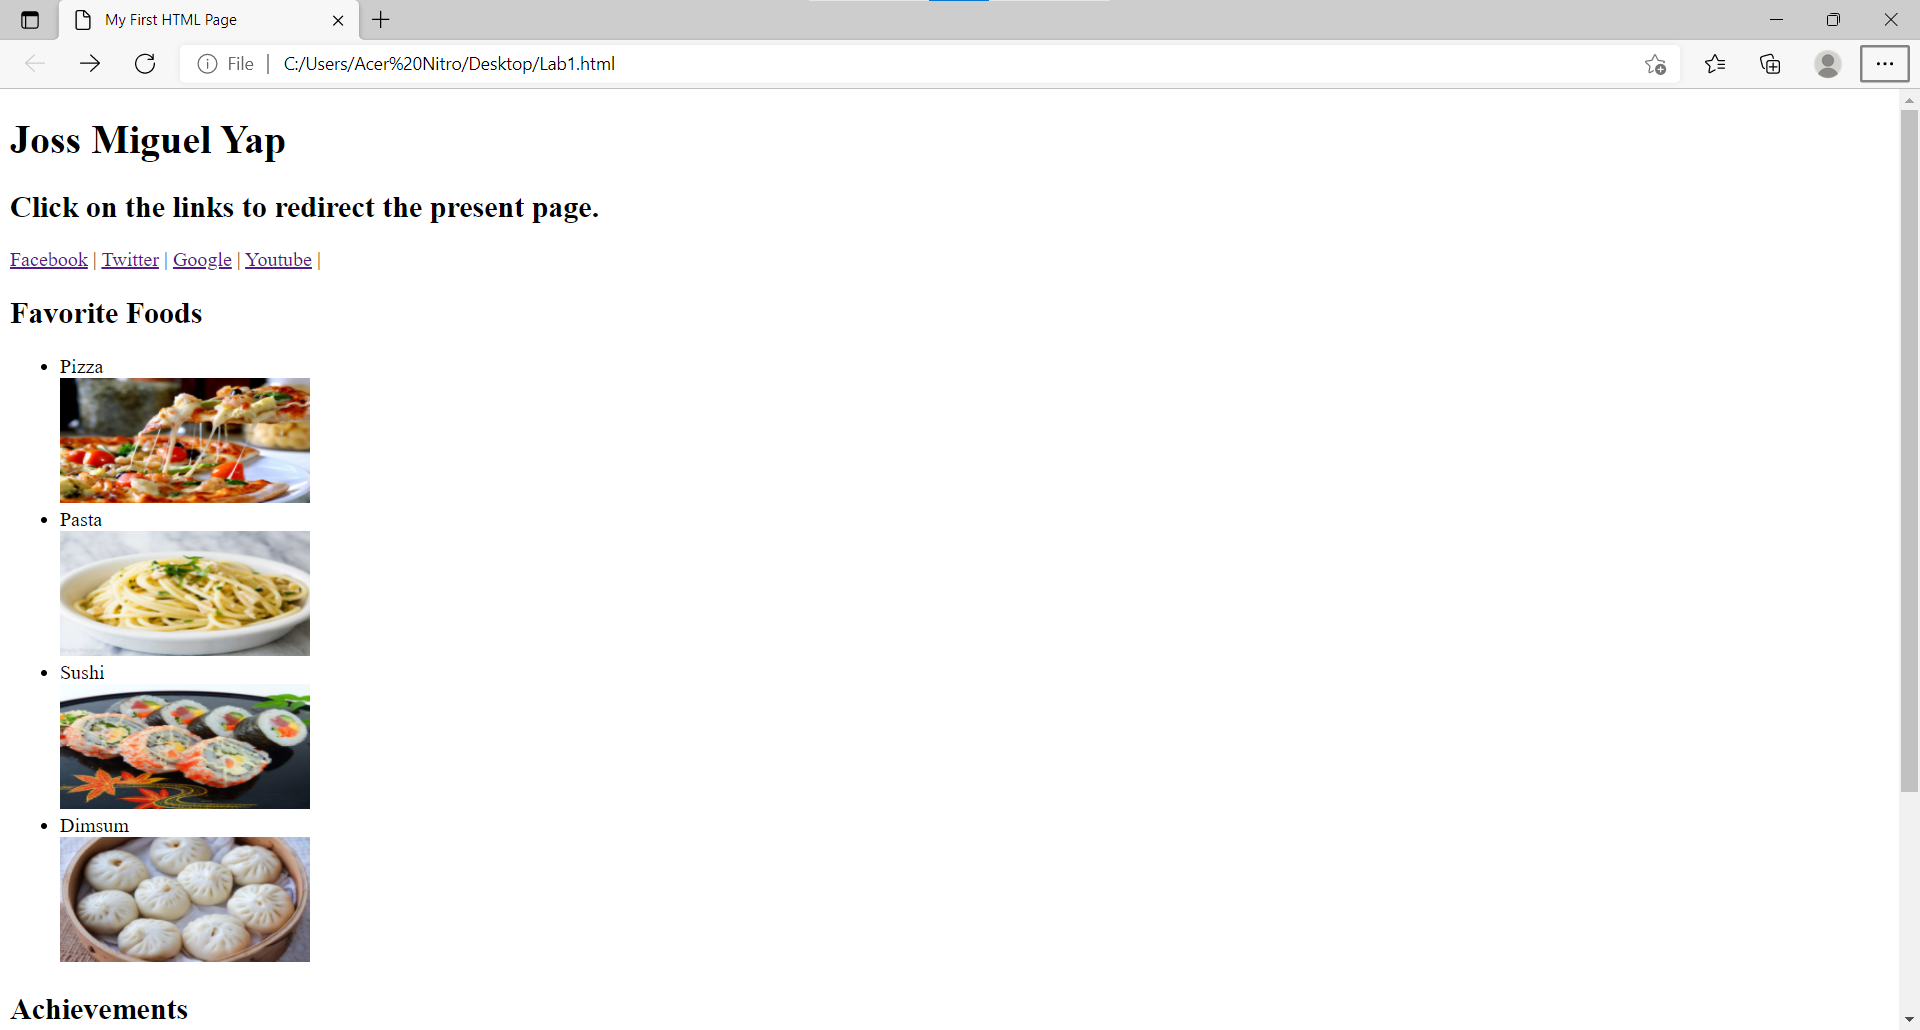 My First HTML Page
File | C:/Users/Acer%20Nitro/Desktop/Lab1.html
Joss Miguel Yap
Click on the links to redirect the present page.
Facebook | Twitter | Google | Youtube |
Favorite Foods
• Pizza
• Pasta
• Sushi
• Dimsum
Achievements